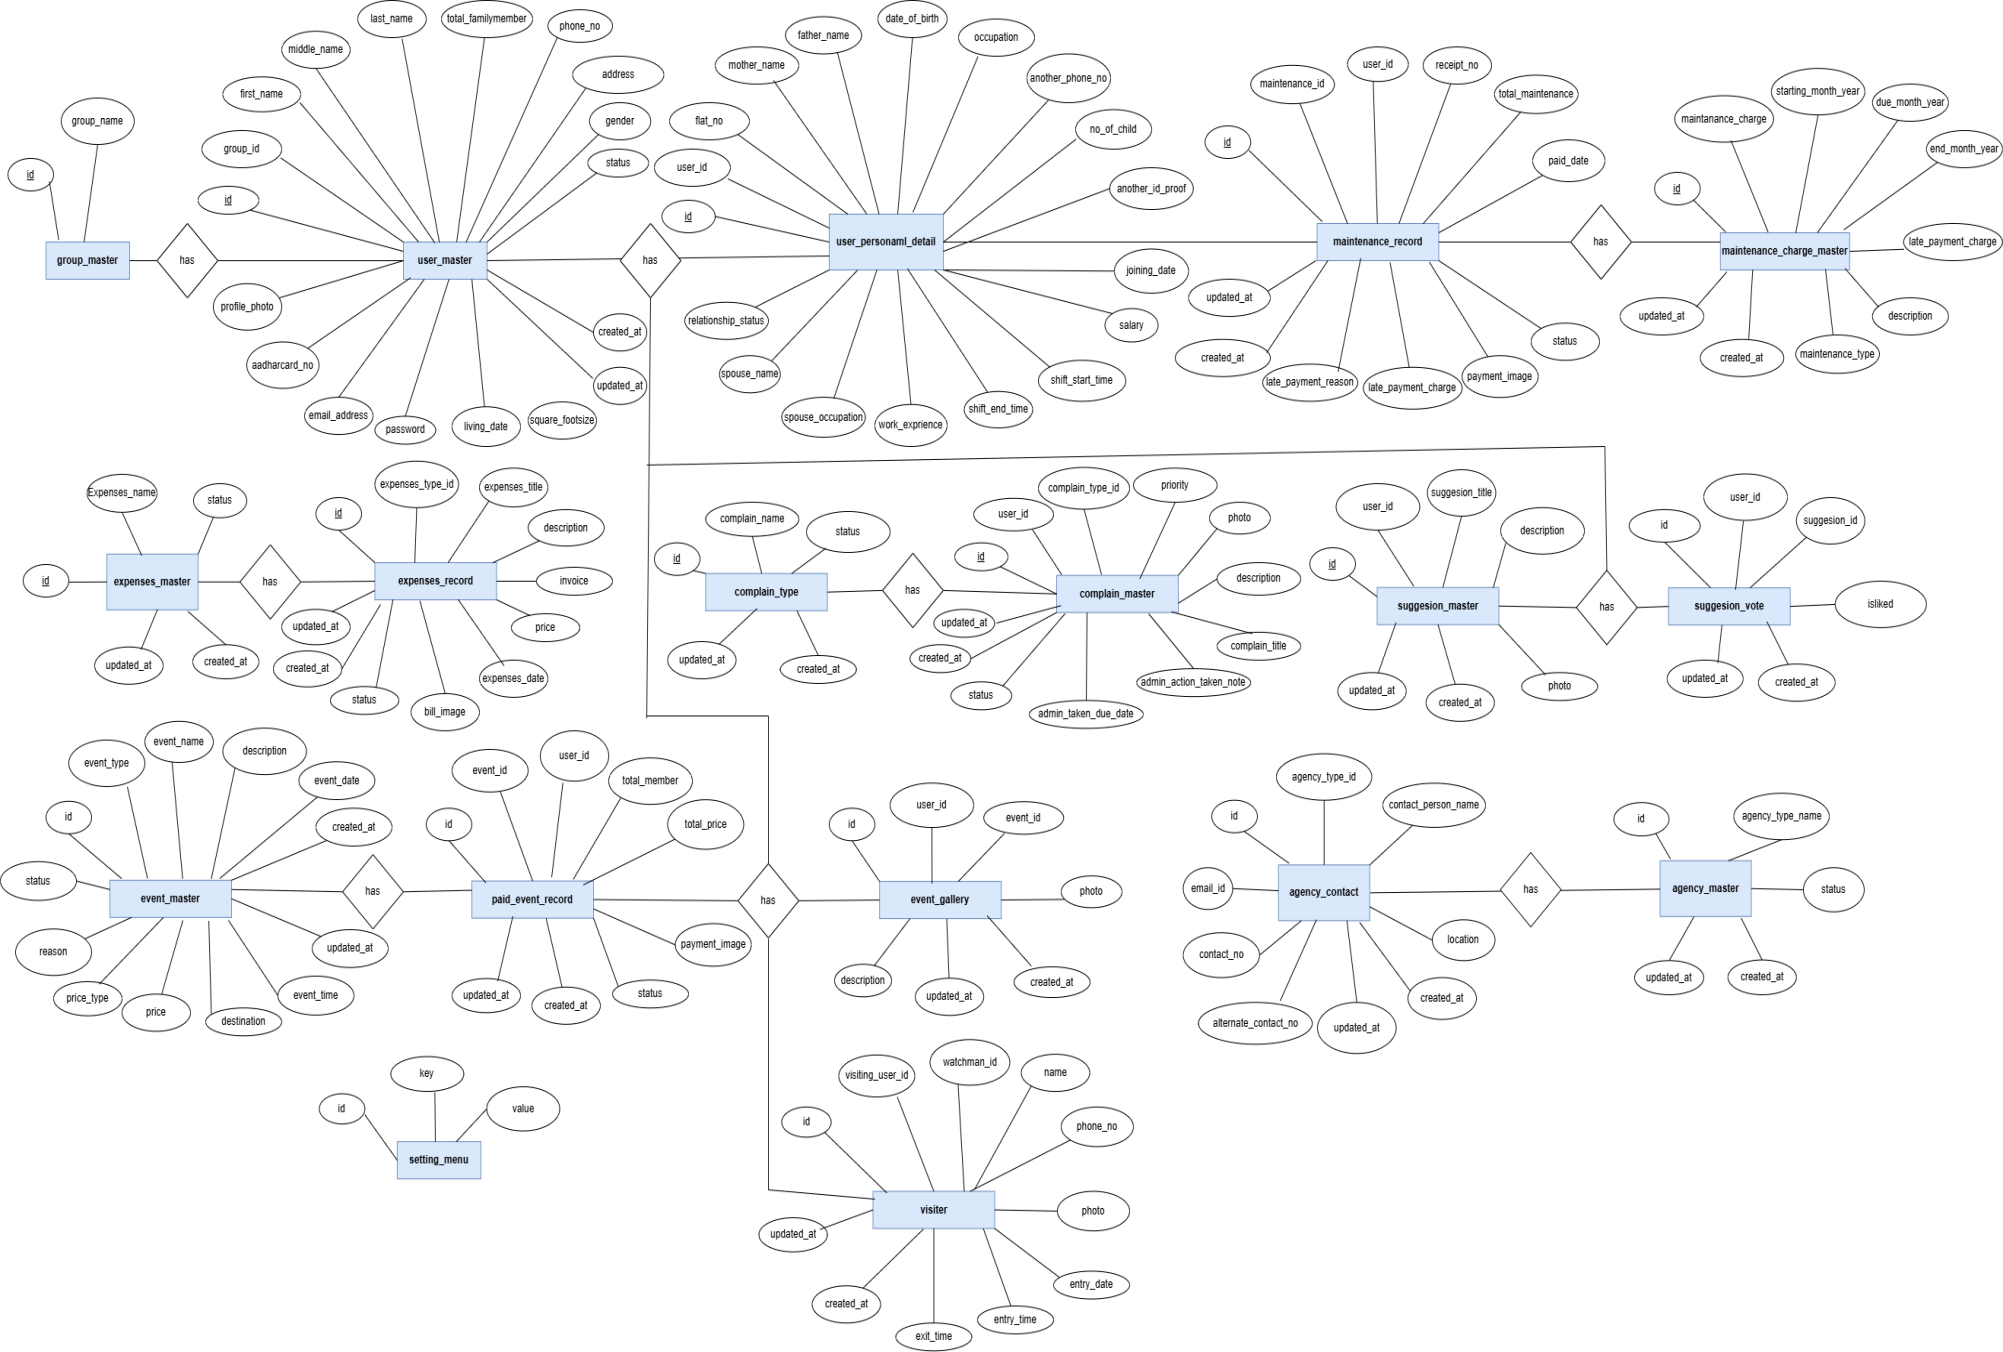 group_name
id
group_master
has
last_name
total_familymember
phone_no
middle_name
address
first_name
gender
group_id
status
id
user_master
profile_photo
created_at
aadharcard_no
updated_at
email_address
password
living_date
square_footsize
has
date_of_birth
father_name
occupation
mother_name
another_phone_no
flat_no
no_of_child
user_id
another_id_proof
id
user_personaml_detail
joining_date
relationship_status
salary
spouse_name
shift_start_time
spouse_occupation
work_exprience
shift_end_time
user_id
receipt_no
maintenance_id
total_maintenance
id
paid_date
maintenance_record
updated_at
status
created_at
late_payment_reason
late_payment_charge
payment_image
has
starting_month_year
due_month_year
maintanance_charge
end_month_year
id
late_payment_charge
maintenance_charge_master
updated_at
description
created_at
maintenance_type
Expenses_name
status
id
expenses_master
updated_at
created_at
has
expenses_type_id
expenses_title
id
description
expenses_record
invoice
updated_at
price
created_at
expenses_date
status
bill_image
complain_name
status
id
complain_type
updated_at
created_at
has
complain_type_id
priority
user_id
photo
id
description
complain_master
updated_at
complain_title
created_at
admin_action_taken_note
status
admin_taken_due_date
user_id
suggesion_title
description
id
suggesion_master
updated_at
created_at
photo
has
user_id
id
suggesion_id
suggesion_vote
isliked
updated_at
created_at
event_type
event_name
description
event_date
id
created_at
status
event_master
reason
updated_at
price_type
price
destination
event_time
has
event_id
user_id
total_member
id
total_price
paid_event_record
payment_image
updated_at
created_at
status
has
user_id
id
event_id
photo
event_gallery
description
updated_at
created_at
agency_type_id
id
contact_person_name
email_id
agency_contact
contact_no
location
alternate_contact_no
updated_at
created_at
has
id
agency_type_name
agency_master
status
updated_at
created_at
key
id
value
setting_menu
visiting_user_id
watchman_id
name
id
phone_no
visiter
photo
updated_at
entry_date
created_at
entry_time
exit_time